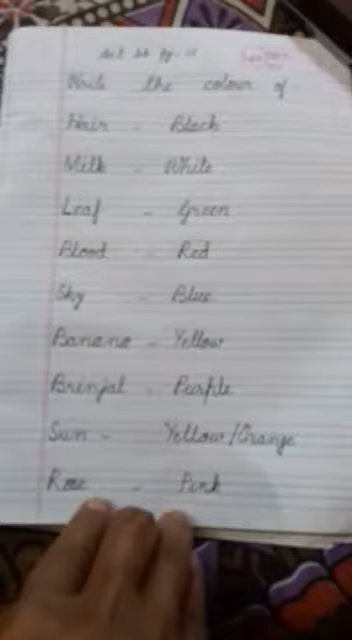 Write the colour of
Hair - Black
Milk - White
Leaf - Green
Blood - Red
Sky - Blue
Banana - Yellow
Brinjal - Purple
Sun - Yellow/Orange
Rose - Pink